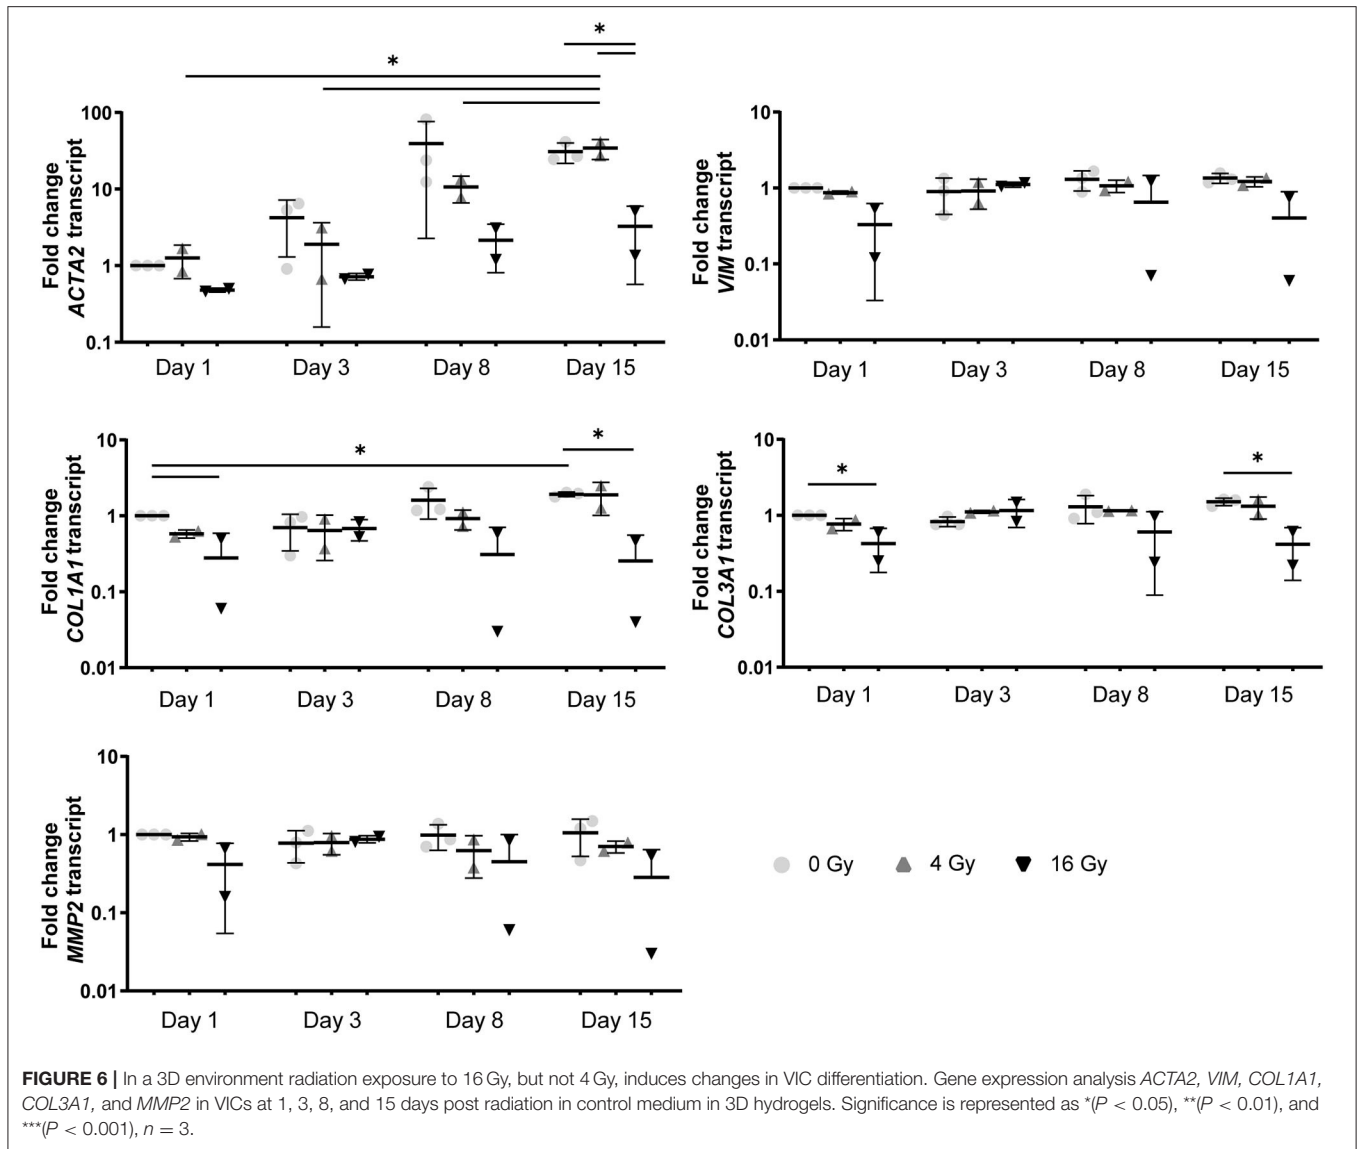 *
*
100
10
1
0.1
Fold change
ACTA2 transcript
Day 1 Day 3 Day 8 Day 15
10
1
0.1
0.01
Fold change
VIM transcript
Day 1 Day 3 Day 8 Day 15
*
*
10
1
0.1
0.01
Fold change
COL1A1 transcript
Day 1 Day 3 Day 8 Day 15
*
*
10
1
0.1
0.01
Fold change
COL3A1 transcript
Day 1 Day 3 Day 8 Day 15
10
1
0.1
0.01
Fold change
MMP2 transcript
Day 1 Day 3 Day 8 Day 15
0 Gy 4 Gy 16 Gy
FIGURE 6 | In a 3D environment radiation exposure to 16 Gy, but not 4 Gy, induces changes in VIC differentiation. Gene expression analysis ACTA2, VIM, COL1A1,
COL3A1, and MMP2 in VICs at 1, 3, 8, and 15 days post radiation in control medium in 3D hydrogels. Significance is represented as *(P < 0.05), **(P < 0.01), and
***(P < 0.001), n = 3.